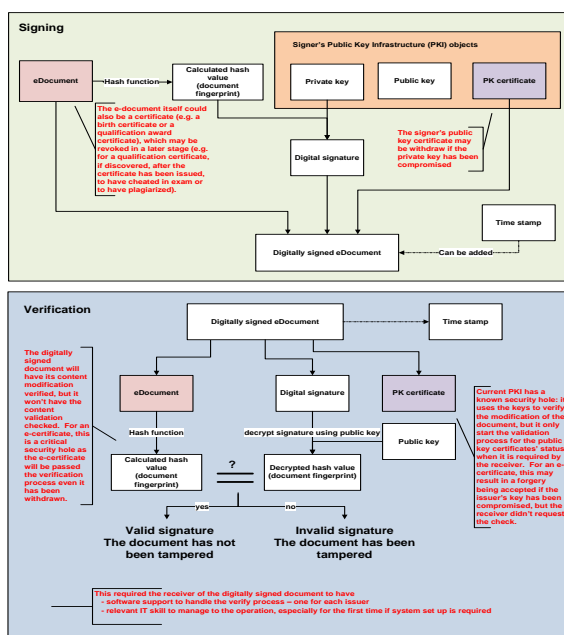 Signing
Signer's Public Key Infrastructure (PKI) objects
eDocument
Hash function
Calculated hash
value
(document
fingerprint)
Private key
Public key
PK certificate
The e-document itself could
also be a certificate (e.g. a
birth certificate or a
qualification award
certificate), which may be
revoked in a later stage (e.g.
for a qualification certificate,
if discovered, after the
certificate has been issued,
to have cheated in exam or
to have plagiarized).
The signer's public
key certificate may
be withdraw if the
private key has been
compromised
Digital signature
Time stamp
Digitally signed eDocument
Can be added
Verification
Digitally signed eDocument
Time stamp
The digitally
signed
document will
have its content
modification
verified, but it
won't have the
content
validation
checked. For
an e-certificate,
this is a critical
security hole as
the e-certificate
will be passed
the verification
process even it
has been
withdrawn.
eDocument
Digital signature
PK certificate
Hash function
decrypt signature using public key
Public key
Calculated hash
value
(document
fingerprint)
?
Decrypted hash value
(document fingerprint)
Current PKI has a
known security hole: it
uses the keys to verify
the modification of the
document, but it only
start the validation
process for the public
key certificates' status
when it is required by
the receiver. For an e-
certificate, this may
result in a forgery
being accepted if the
issuer's key has been
compromised, but the
receiver didn't request
the check.
yes
no
Valid signature
The document has not
been tampered
Invalid signature
The document has been
tampered
This required the receiver of the digitally signed document to have
- software support to handle the verify process – one for each issuer
- relevant IT skill to manage to the operation, especially for the first time if system set up is required